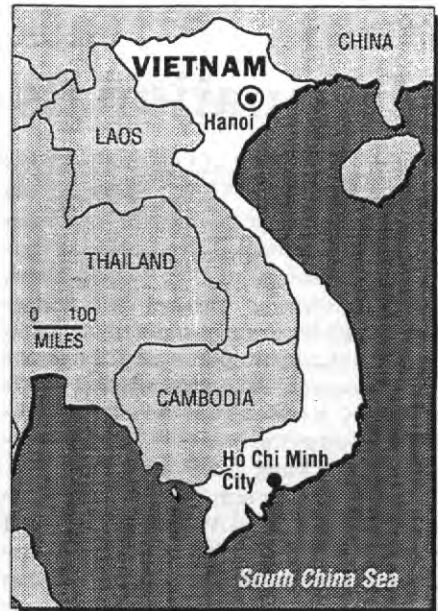 CHINA
VIETNAM
Hanoi
LAOS
THAILAND
0 100
MILES
CAMBODIA
Ho Chi Minh
City
South China Sea